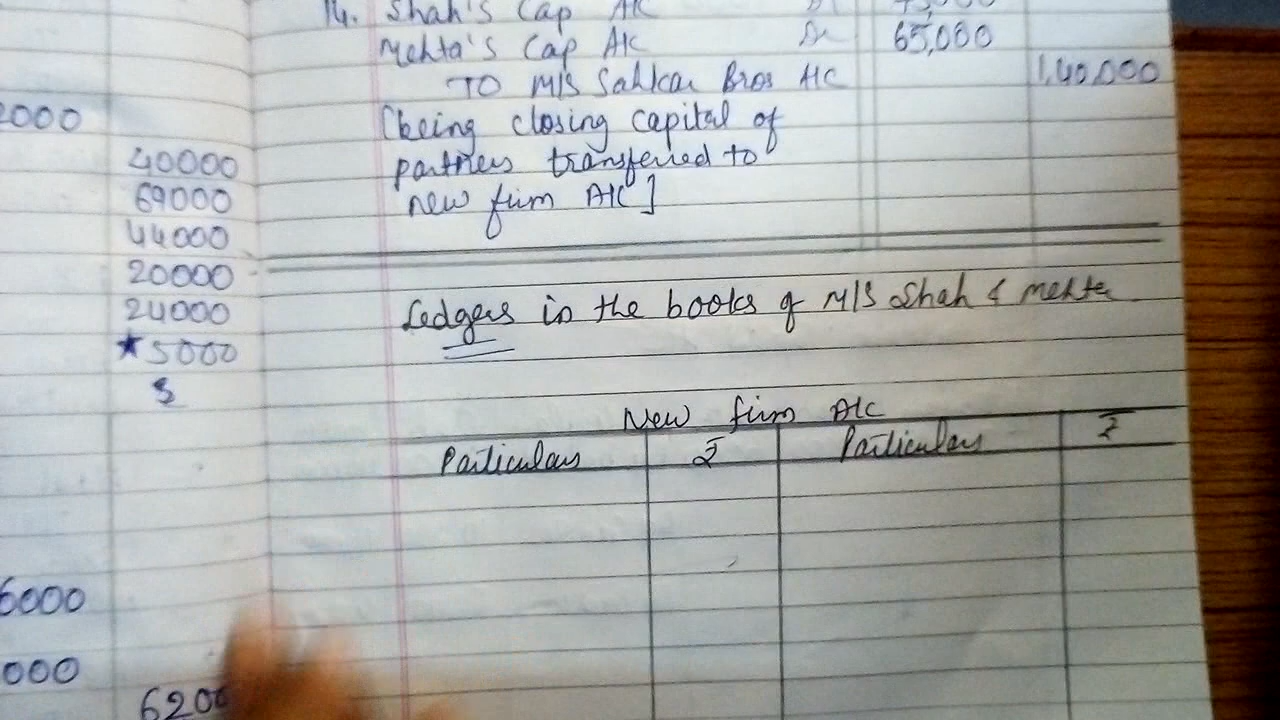 14. Shah's Cap A/C Dr
Mehta's Cap A/C Dr 65,000
TO M/S Sahkar Bros A/C 1,40,000
[being closing capital of
partners transferred to
new firm A/C]
2000
40000
69000
44000
20000
24000
★5000
6000
000
6200
Ledgers in the books of M/S Shah & Mehta
New firm A/C
Particulars ₹ Particulars ₹